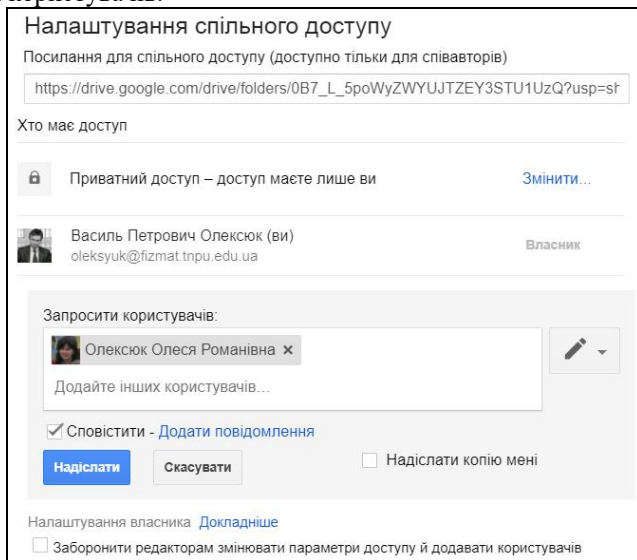 Налаштування спільного доступу
Посилання для спільного доступу (доступно тільки для співавторів)
https://drive.google.com/drive/folders/0B7_L_5poWyZWYUJTZEY3STU1UzQ?usp=sh
Хто має доступ
Приватний доступ – доступ маєте лише ви Змінити...
Василь Петрович Олексюк (ви)
oleksyuk@fizmat.tnpu.edu.ua
Власник
Запросити користувачів:
Олексюк Олеся Романівна ×
Додайте інших користувачів...
Сповістити - Додати повідомлення
Надіслати Скасувати Надіслати копію мені
Налаштування власника Докладніше
Заборонити редакторам змінювати параметри доступу й додавати користувачів